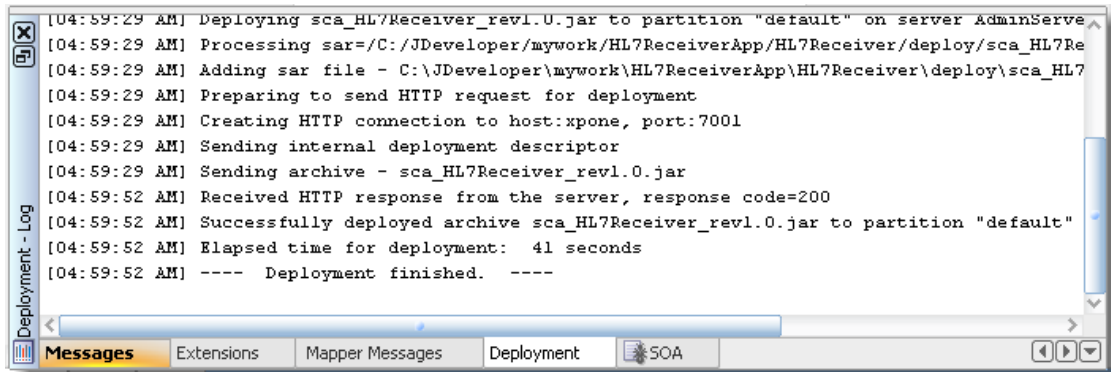 [04:59:29 AM] Deploying sca_HL7Receiver_rev1.0.jar to partition "default" on server AdminServe
[04:59:29 AM] Processing sar=/C:/JDeveloper/mywork/HL7ReceiverApp/HL7Receiver/deploy/sca_HL7Re
[04:59:29 AM] Adding sar file - C:\JDeveloper\mywork\HL7ReceiverApp\HL7Receiver\deploy\sca_HL7
[04:59:29 AM] Preparing to send HTTP request for deployment
[04:59:29 AM] Creating HTTP connection to host:xpone, port:7001
[04:59:29 AM] Sending internal deployment descriptor
[04:59:29 AM] Sending archive - sca_HL7Receiver_rev1.0.jar
[04:59:52 AM] Received HTTP response from the server, response code=200
[04:59:52 AM] Successfully deployed archive sca_HL7Receiver_rev1.0.jar to partition "default"
[04:59:52 AM] Elapsed time for deployment:  41 seconds
[04:59:52 AM] ----  Deployment finished.  ----
Deployment - Log
Messages Extensions Mapper Messages Deployment SOA